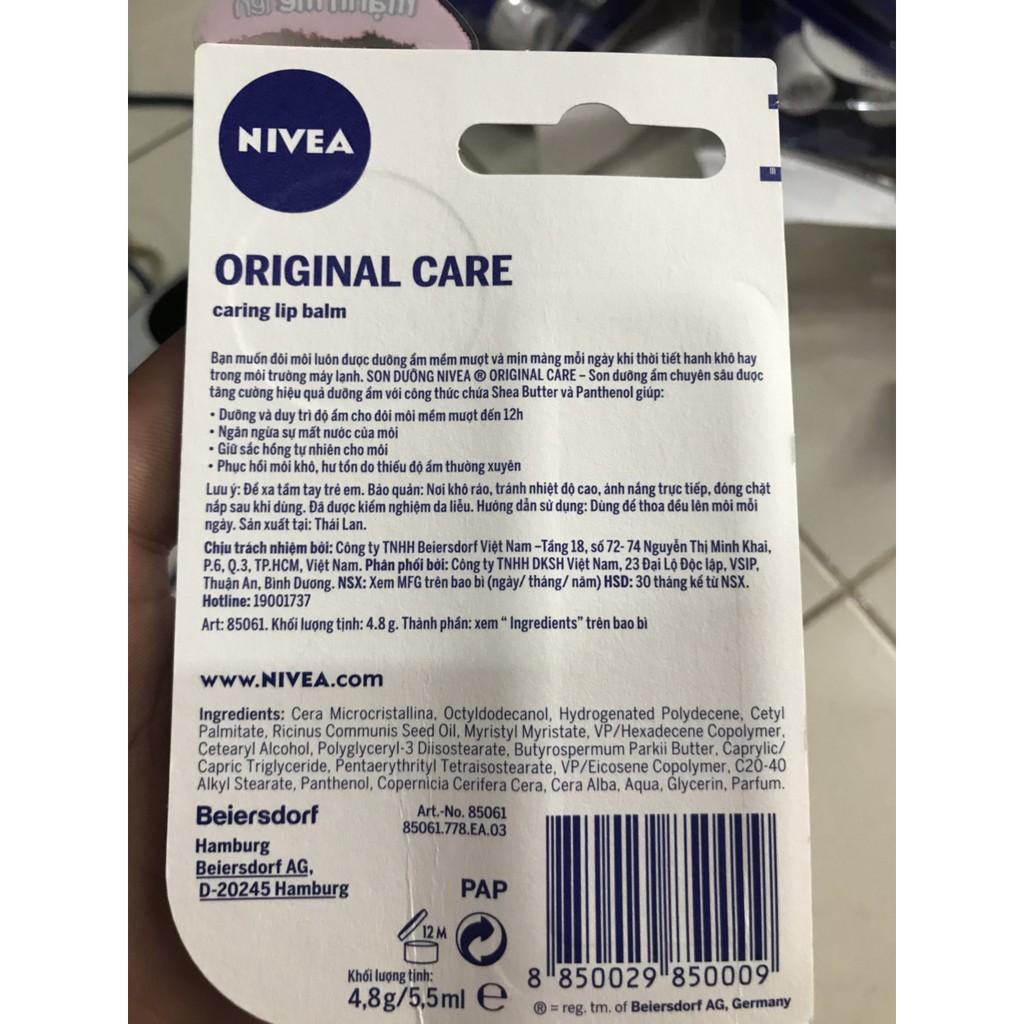 mạnh mẽ
NIVEA
ORIGINAL CARE
caring lip balm
Bạn muốn đôi môi luôn được dưỡng ẩm mềm mượt và mịn màng mỗi ngày khi thời tiết hanh khô hay
trong môi trường máy lạnh. SON DƯỠNG NIVEA ® ORIGINAL CARE – Son dưỡng ẩm chuyên sâu được
tăng cường hiệu quả dưỡng ẩm với công thức chứa Shea Butter và Panthenol giúp:
• Dưỡng và duy trì độ ẩm cho đôi môi mềm mượt đến 12h
• Ngăn ngừa sự mất nước của môi
• Giữ sắc hồng tự nhiên cho môi
• Phục hồi môi khô, hư tổn do thiếu độ ẩm thường xuyên
Lưu ý: Để xa tầm tay trẻ em. Bảo quản: Nơi khô ráo, tránh nhiệt độ cao, ánh nắng trực tiếp, đóng chặt
nắp sau khi dùng. Đã được kiểm nghiệm da liễu. Hướng dẫn sử dụng: Dùng để thoa đều lên môi mỗi
ngày. Sản xuất tại: Thái Lan.
Chịu trách nhiệm bởi: Công ty TNHH Beiersdorf Việt Nam –Tầng 18, số 72- 74 Nguyễn Thị Minh Khai,
P.6, Q.3, TP.HCM, Việt Nam. Phân phối bởi: Công ty TNHH DKSH Việt Nam, 23 Đại Lộ Độc lập, VSIP,
Thuận An, Bình Dương. NSX: Xem MFG trên bao bì (ngày/ tháng/ năm) HSD: 30 tháng kể từ NSX.
Hotline: 19001737
Art: 85061. Khối lượng tịnh: 4.8 g. Thành phần: xem " Ingredients" trên bao bì
www.NIVEA.com
Ingredients: Cera Microcristallina, Octyldodecanol, Hydrogenated Polydecene, Cetyl
Palmitate, Ricinus Communis Seed Oil, Myristyl Myristate, VP/Hexadecene Copolymer,
Cetearyl Alcohol, Polyglyceryl-3 Diisostearate, Butyrospermum Parkii Butter, Caprylic/
Capric Triglyceride, Pentaerythrityl Tetraisostearate, VP/Eicosene Copolymer, C20-40
Alkyl Stearate, Panthenol, Copernicia Cerifera Cera, Cera Alba, Aqua, Glycerin, Parfum.
Beiersdorf
Hamburg
Beiersdorf AG,
D-20245 Hamburg
Art.-No. 85061
85061.778.EA.03
PAP
12 M
Khối lượng tịnh:
4,8g/5,5ml e
8 850029 850009
® = reg. tm. of Beiersdorf AG, Germany